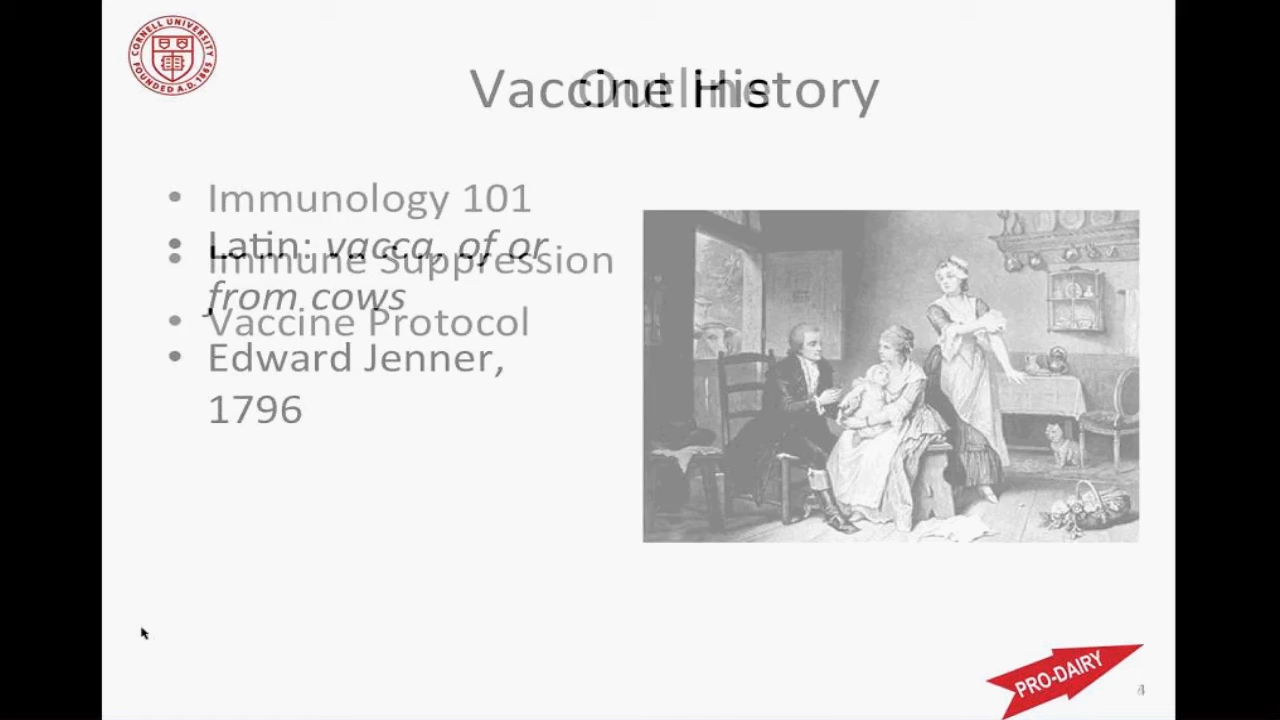 CORNELL UNIVERSITY
FOUNDED A.D. 1865
Vaccine History
Outline
• Immunology 101
• Latin: vacca, of or
• Immune Suppression
from cows
• Vaccine Protocol
• Edward Jenner,
1796
PRO-DAIRY